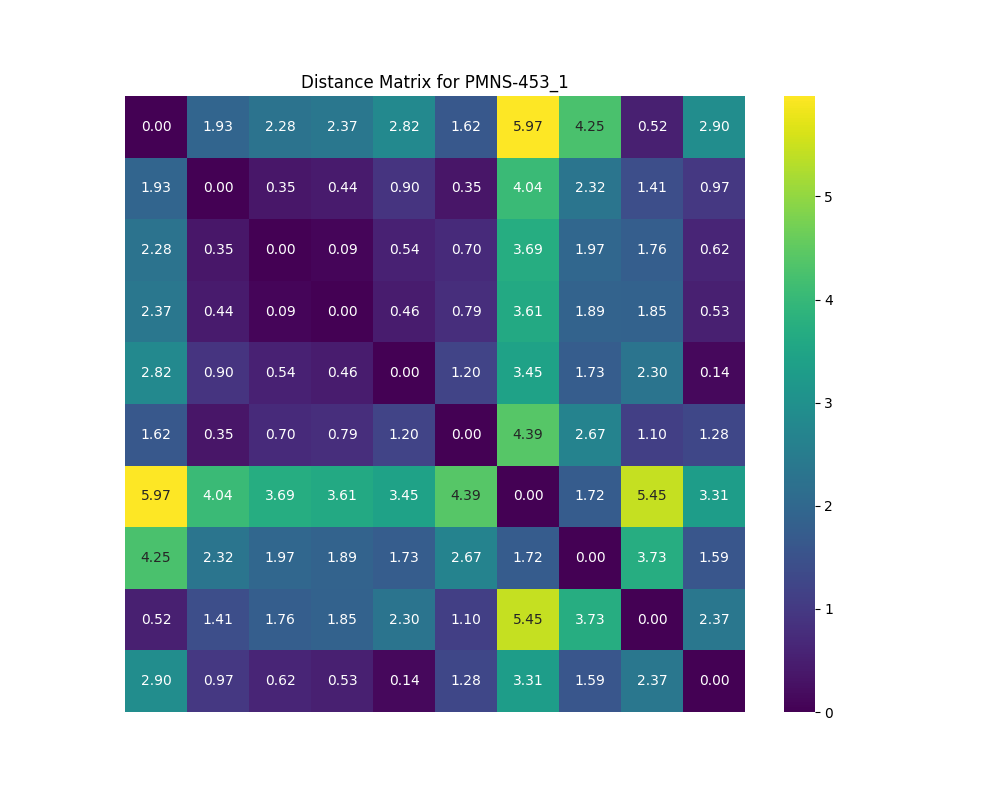 Distance Matrix for PMNS-453_1
0.00 1.93 2.28 2.37 2.82 1.62 5.97 4.25 0.52 2.90
1.93 0.00 0.35 0.44 0.90 0.35 4.04 2.32 1.41 0.97
2.28 0.35 0.00 0.09 0.54 0.70 3.69 1.97 1.76 0.62
2.37 0.44 0.09 0.00 0.46 0.79 3.61 1.89 1.85 0.53
2.82 0.90 0.54 0.46 0.00 1.20 3.45 1.73 2.30 0.14
1.62 0.35 0.70 0.79 1.20 0.00 4.39 2.67 1.10 1.28
5.97 4.04 3.69 3.61 3.45 4.39 0.00 1.72 5.45 3.31
4.25 2.32 1.97 1.89 1.73 2.67 1.72 0.00 3.73 1.59
0.52 1.41 1.76 1.85 2.30 1.10 5.45 3.73 0.00 2.37
2.90 0.97 0.62 0.53 0.14 1.28 3.31 1.59 2.37 0.00
5
4
3
2
1
0